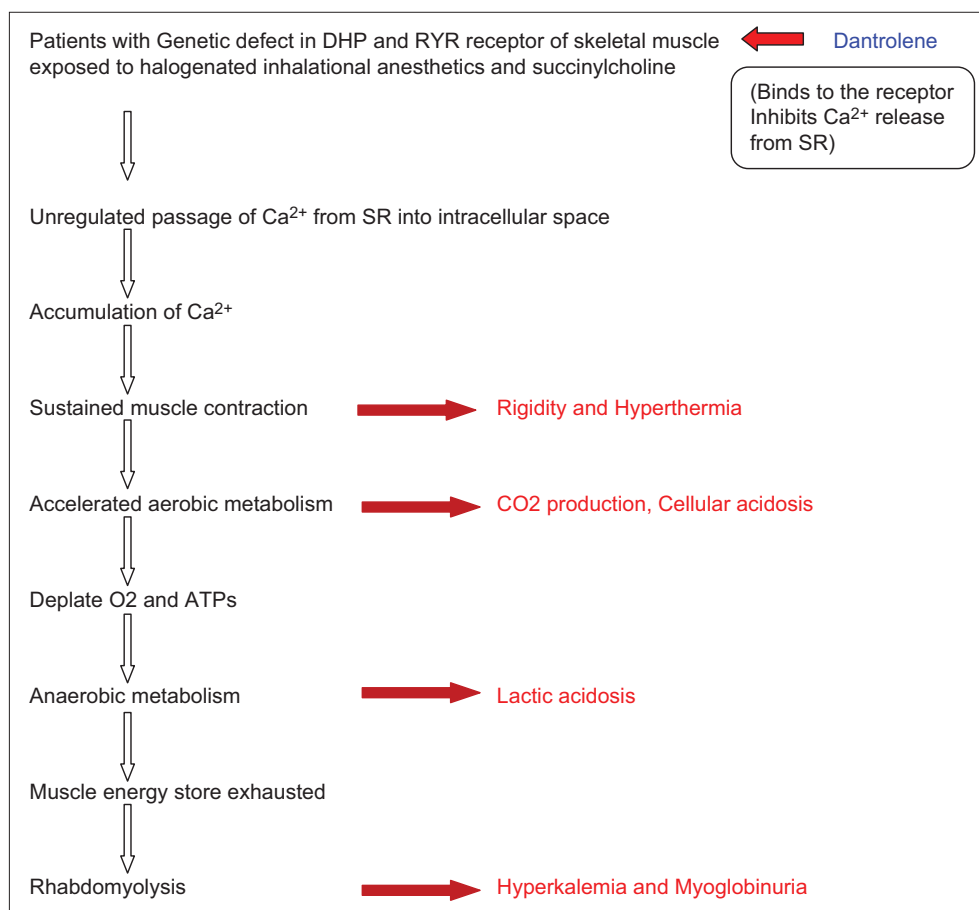 Patients with Genetic defect in DHP and RYR receptor of skeletal muscle
exposed to halogenated inhalational anesthetics and succinylcholine
Dantrolene
(Binds to the receptor
Inhibits Ca²⁺ release
from SR)
Unregulated passage of Ca²⁺ from SR into intracellular space
Accumulation of Ca²⁺
Sustained muscle contraction
Rigidity and Hyperthermia
Accelerated aerobic metabolism
CO2 production, Cellular acidosis
Deplate O2 and ATPs
Anaerobic metabolism
Lactic acidosis
Muscle energy store exhausted
Rhabdomyolysis
Hyperkalemia and Myoglobinuria